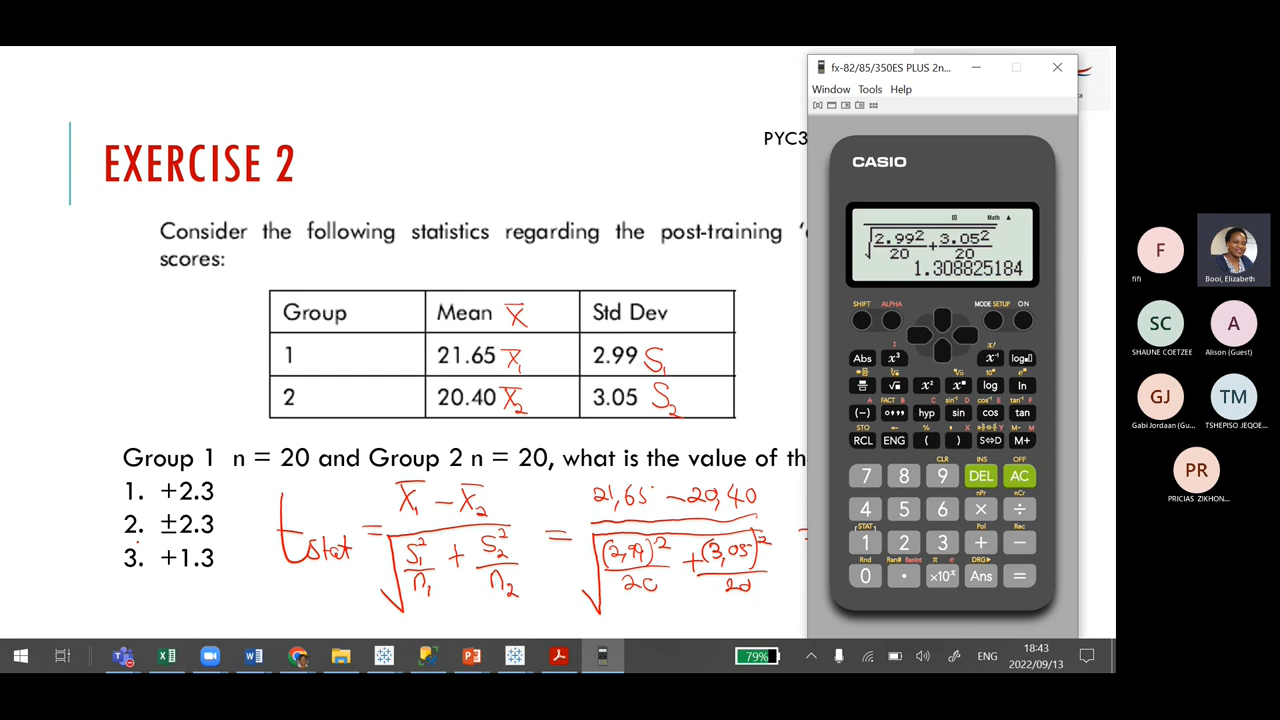 fx-82/85/350ES PLUS 2n...
Window Tools Help
PYC3
EXERCISE 2
CASIO
Consider the following statistics regarding the post-training '
scores:
Math
√2.99²/20 + 3.05²/20
1.308825184
Group Mean X̅ Std Dev
1 21.65 X̅₁ 2.99 S₁
2 20.40 X̅₂ 3.05 S₂
Group 1 n = 20 and Group 2 n = 20, what is the value of th
1. +2.3
2. ±2.3
3. +1.3
tstat = X̅₁ - X̅₂ / √S₁²/n₁ + S₂²/n₂ = 21,65 - 20,40 / √(2,99)²/20 + (3,05)²/20 =
SHIFT ALPHA MODE SETUP ON
Abs x³ x⁻¹ log
√ x² log ln
(−) hyp sin cos tan
RCL ENG ( ) S⇔D M+
7 8 9 DEL AC
4 5 6 × ÷
1 2 3 + −
0 . ×10ˣ Ans =
F
fifi
Booi, Elizabeth
SC
SHAUNE COETZEE
A
Alison (Guest)
GJ
Gabi Jordaan (Gu...
TM
TSHEPISO JEQOE...
PR
PRICIAS ZIKHON...
79%
ENG
18:43
2022/09/13